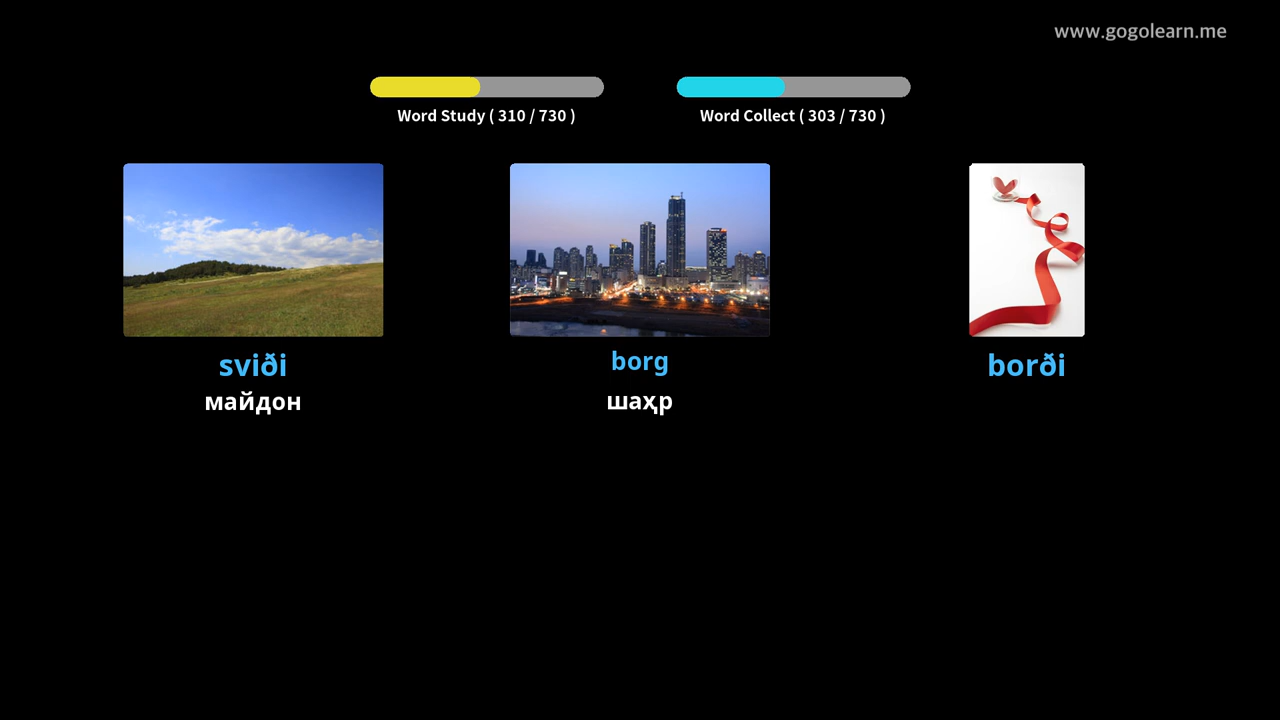 www.gogolearn.me
Word Study ( 310 / 730 )
Word Collect ( 303 / 730 )
sviði
borg
borði
майдон
шаҳр